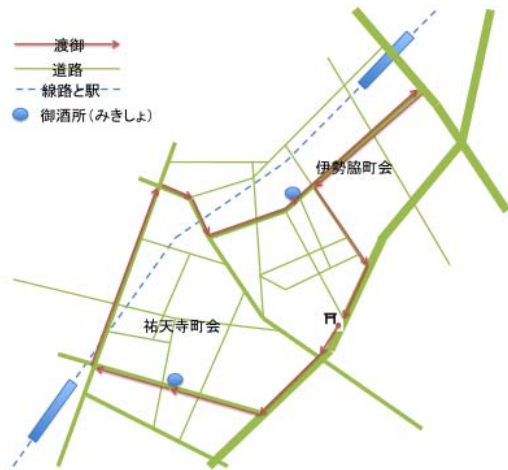 渡御
道路
線路と駅
御酒所(みきしょ)
伊勢脇町会
祐天寺町会